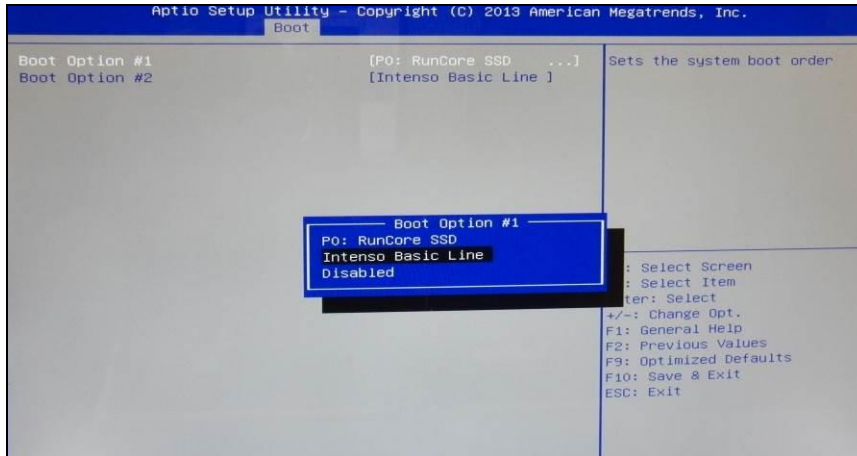 Aptio Setup Utility – Copyright (C) 2013 American Megatrends, Inc.
Boot
Boot Option #1 [PO: RunCore SSD ...]
Boot Option #2 [Intenso Basic Line ]
Sets the system boot order
Boot Option #1
PO: RunCore SSD
Intenso Basic Line
Disabled
: Select Screen
: Select Item
ter: Select
+/-: Change Opt.
F1: General Help
F2: Previous Values
F9: Optimized Defaults
F10: Save & Exit
ESC: Exit